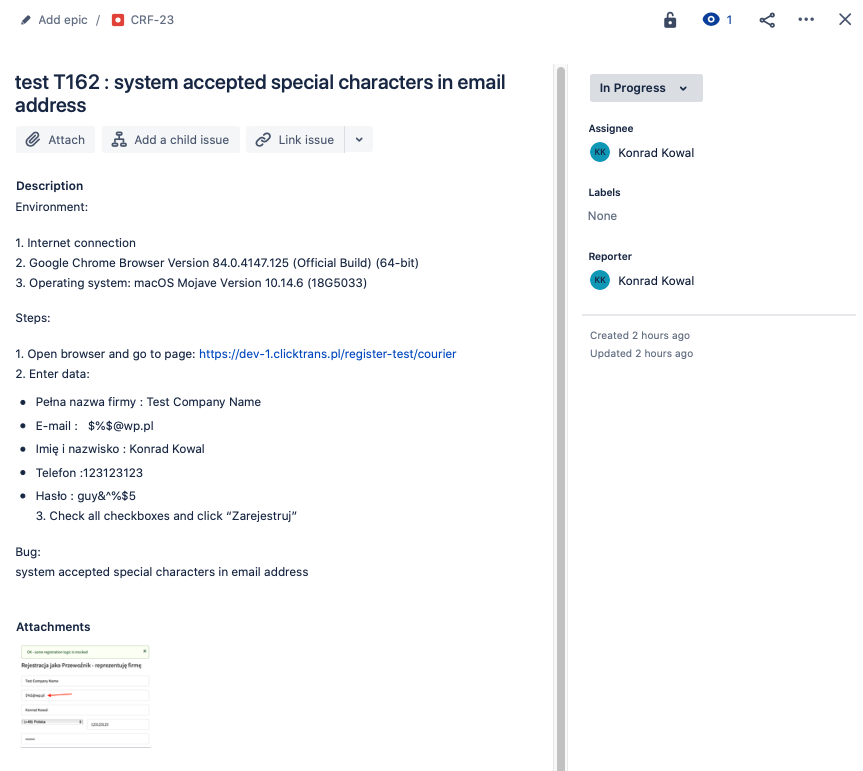 Add epic / CRF-23
1
test T162 : system accepted special characters in email
address
Attach Add a child issue Link issue
Description
Environment:
1. Internet connection
2. Google Chrome Browser Version 84.0.4147.125 (Official Build) (64-bit)
3. Operating system: macOS Mojave Version 10.14.6 (18G5033)
Steps:
1. Open browser and go to page: https://dev-1.clicktrans.pl/register-test/courier
2. Enter data:
• Pełna nazwa firmy : Test Company Name
• E-mail : $%$@wp.pl
• Imię i nazwisko : Konrad Kowal
• Telefon :123123123
• Hasło : guy&^%$5
3. Check all checkboxes and click “Zarejestruj”
Bug:
system accepted special characters in email address
Attachments
OK - some registration logic is mocked
Rejestracja jako Przewoźnik - reprezentuję firmę
Test Company Name
$%$@wp.pl
Konrad Kowal
(+48) Polska 123123123
In Progress
Assignee
KK Konrad Kowal
Labels
None
Reporter
KK Konrad Kowal
Created 2 hours ago
Updated 2 hours ago